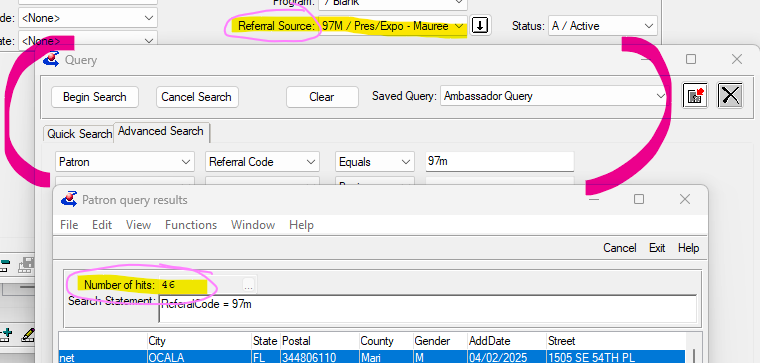 Program: / Blank
ode: <None>
Referral Source: 97M / Pres/Expo - Mauree
Status: A / Active
ate: <None>
Query
Begin Search Cancel Search Clear Saved Query: Ambassador Query
Quick Search Advanced Search
Patron Referral Code Equals 97m
Patron query results
File Edit View Functions Window Help
Cancel Exit Help
Number of hits: ...
Search Statement: ReferalCode = 97m
City State Postal County Gender AddDate Street
net OCALA FL 344806110 Mari M 04/02/2025 1505 SE 54TH PL